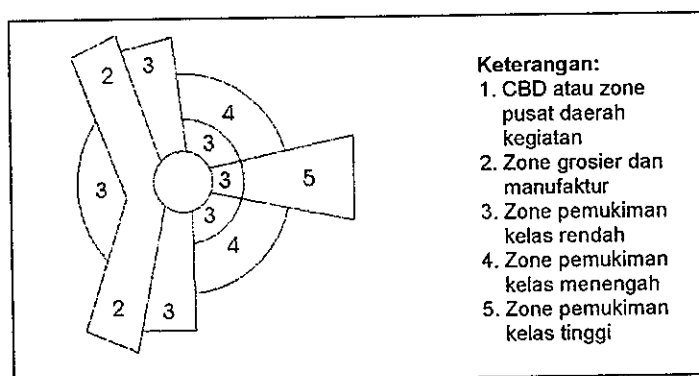 2
3
4
3
3
3
5
3
4
2
3
Keterangan:
1. CBD atau zone
pusat daerah
kegiatan
2. Zone grosier dan
manufaktur
3. Zone pemukiman
kelas rendah
4. Zone pemukiman
kelas menengah
5. Zone pemukiman
kelas tinggi